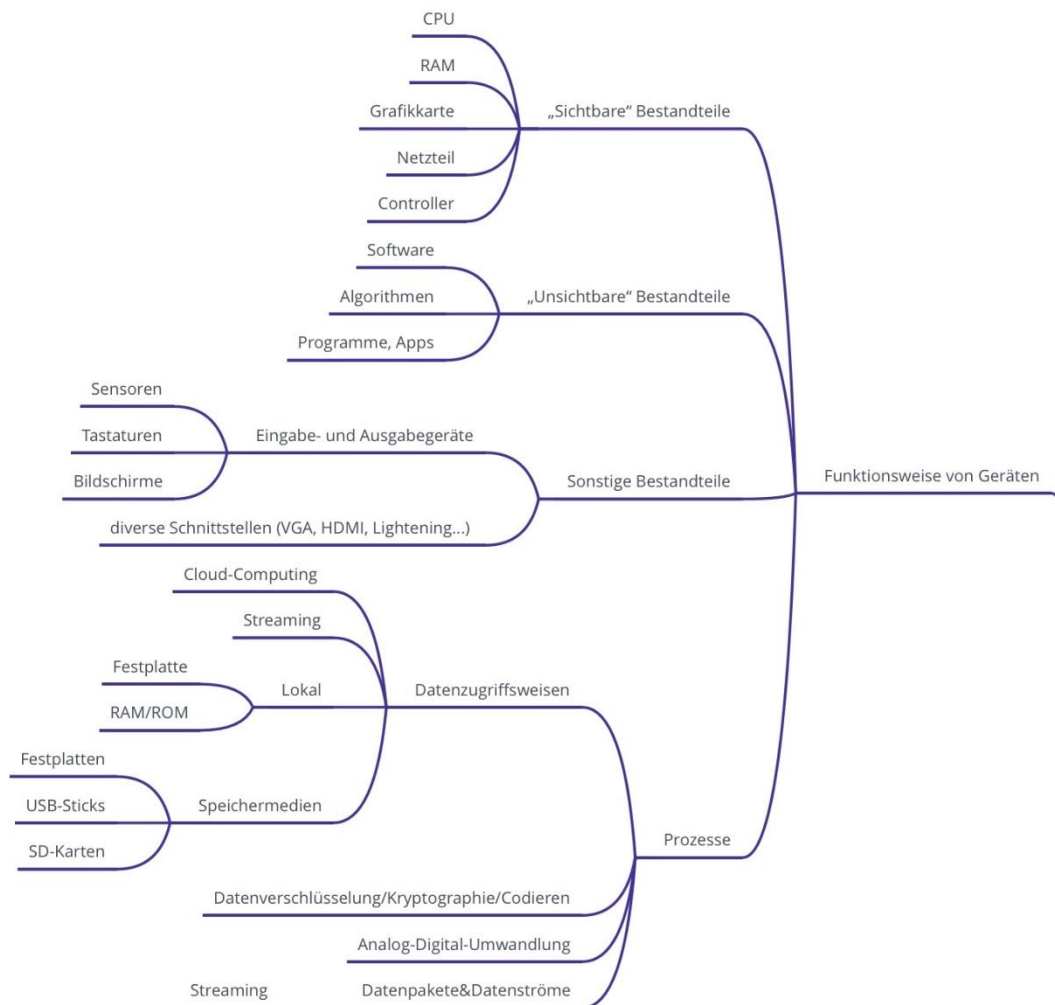 CPU
RAM
Grafikkarte
„Sichtbare“ Bestandteile
Netzteil
Controller
Software
Algorithmen
„Unsichtbare“ Bestandteile
Programme, Apps
Sensoren
Tastaturen
Eingabe- und Ausgabegeräte
Bildschirme
Sonstige Bestandteile
Funktionsweise von Geräten
diverse Schnittstellen (VGA, HDMI, Lightening...)
Cloud-Computing
Streaming
Festplatte
Lokal
Datenzugriffsweisen
RAM/ROM
Festplatten
USB-Sticks
Speichermedien
SD-Karten
Prozesse
Datenverschlüsselung/Kryptographie/Codieren
Analog-Digital-Umwandlung
Streaming
Datenpakete&Datenströme